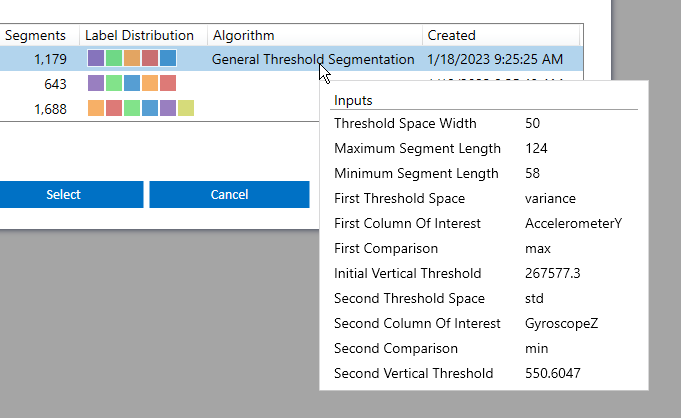 Segments Label Distribution Algorithm Created
1,179 General Threshold Segmentation 1/18/2023 9:25:25 AM
643
1,688
Select Cancel
Inputs
Threshold Space Width 50
Maximum Segment Length 124
Minimum Segment Length 58
First Threshold Space variance
First Column Of Interest AccelerometerY
First Comparison max
Initial Vertical Threshold 267577.3
Second Threshold Space std
Second Column Of Interest GyroscopeZ
Second Comparison min
Second Vertical Threshold 550.6047